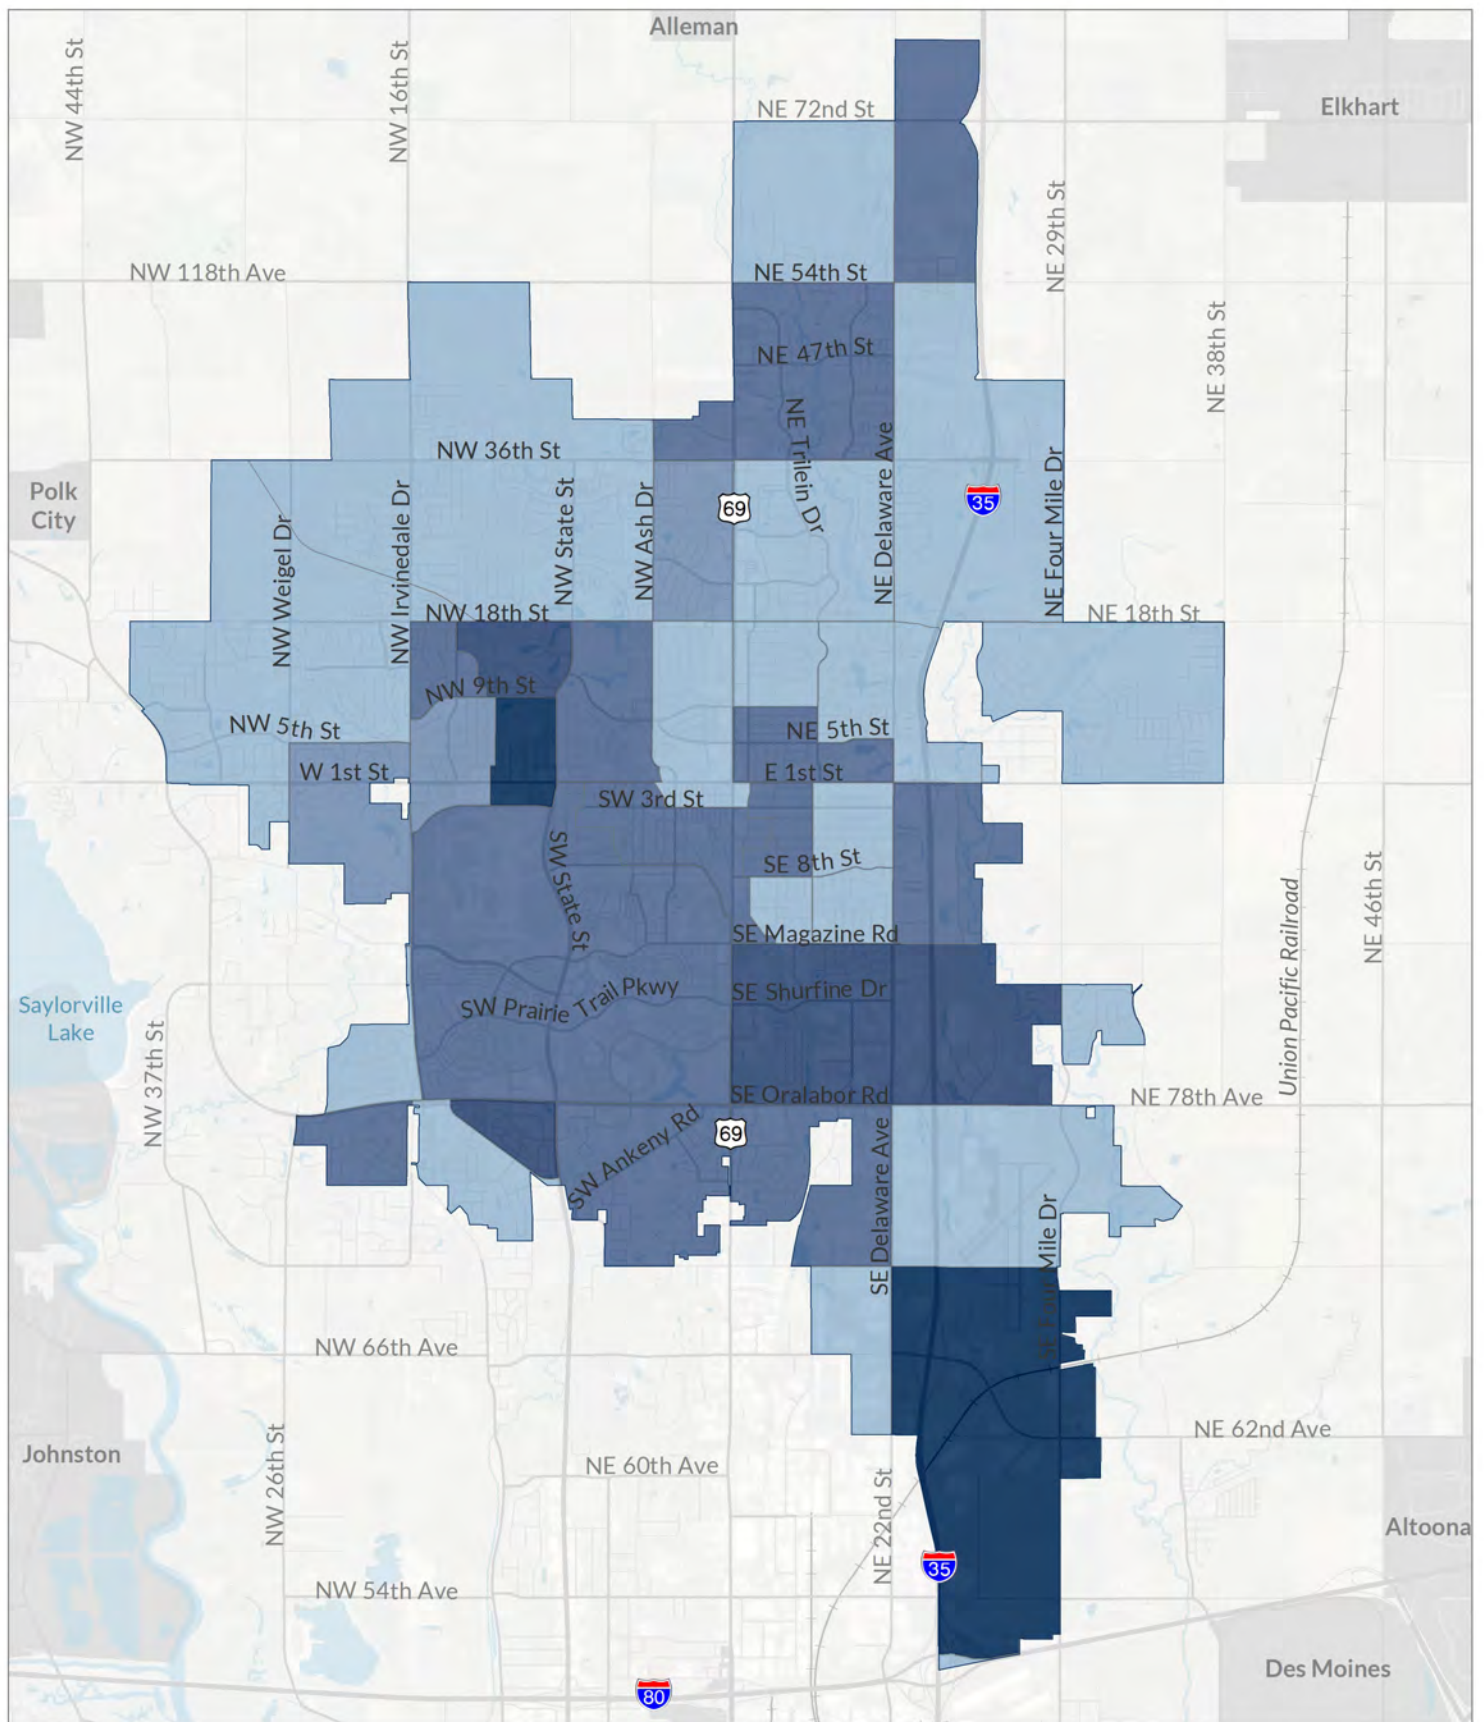 Alleman
NW 44th St
NW 16th St
NE 72nd St
Elkhart
NE 29th St
NW 118th Ave
NE 54th St
NE 38th St
NE 47th St
NE Trilein Dr
NW 36th St
NE Delaware Ave
NE Four Mile Dr
Polk
City
69
35
NW Weigel Dr
NW Irvinedale Dr
NW State St
NW Ash Dr
NW 18th St
NE 18th St
NW 9th St
NW 5th St
NE 5th St
W 1st St
E 1st St
SW 3rd St
SW State St
SE 8th St
NE 46th St
Union Pacific Railroad
SE Magazine Rd
SW Prairie Trail Pkwy
SE Shurfine Dr
Saylorville
Lake
NW 37th St
SE Oralabor Rd
NE 78th Ave
SW Ankeny Rd
69
SE Delaware Ave
SE Four Mile Dr
NW 66th Ave
NW 26th St
Johnston
NE 60th Ave
NE 62nd Ave
NE 22nd St
Altoona
35
NW 54th Ave
Des Moines
80